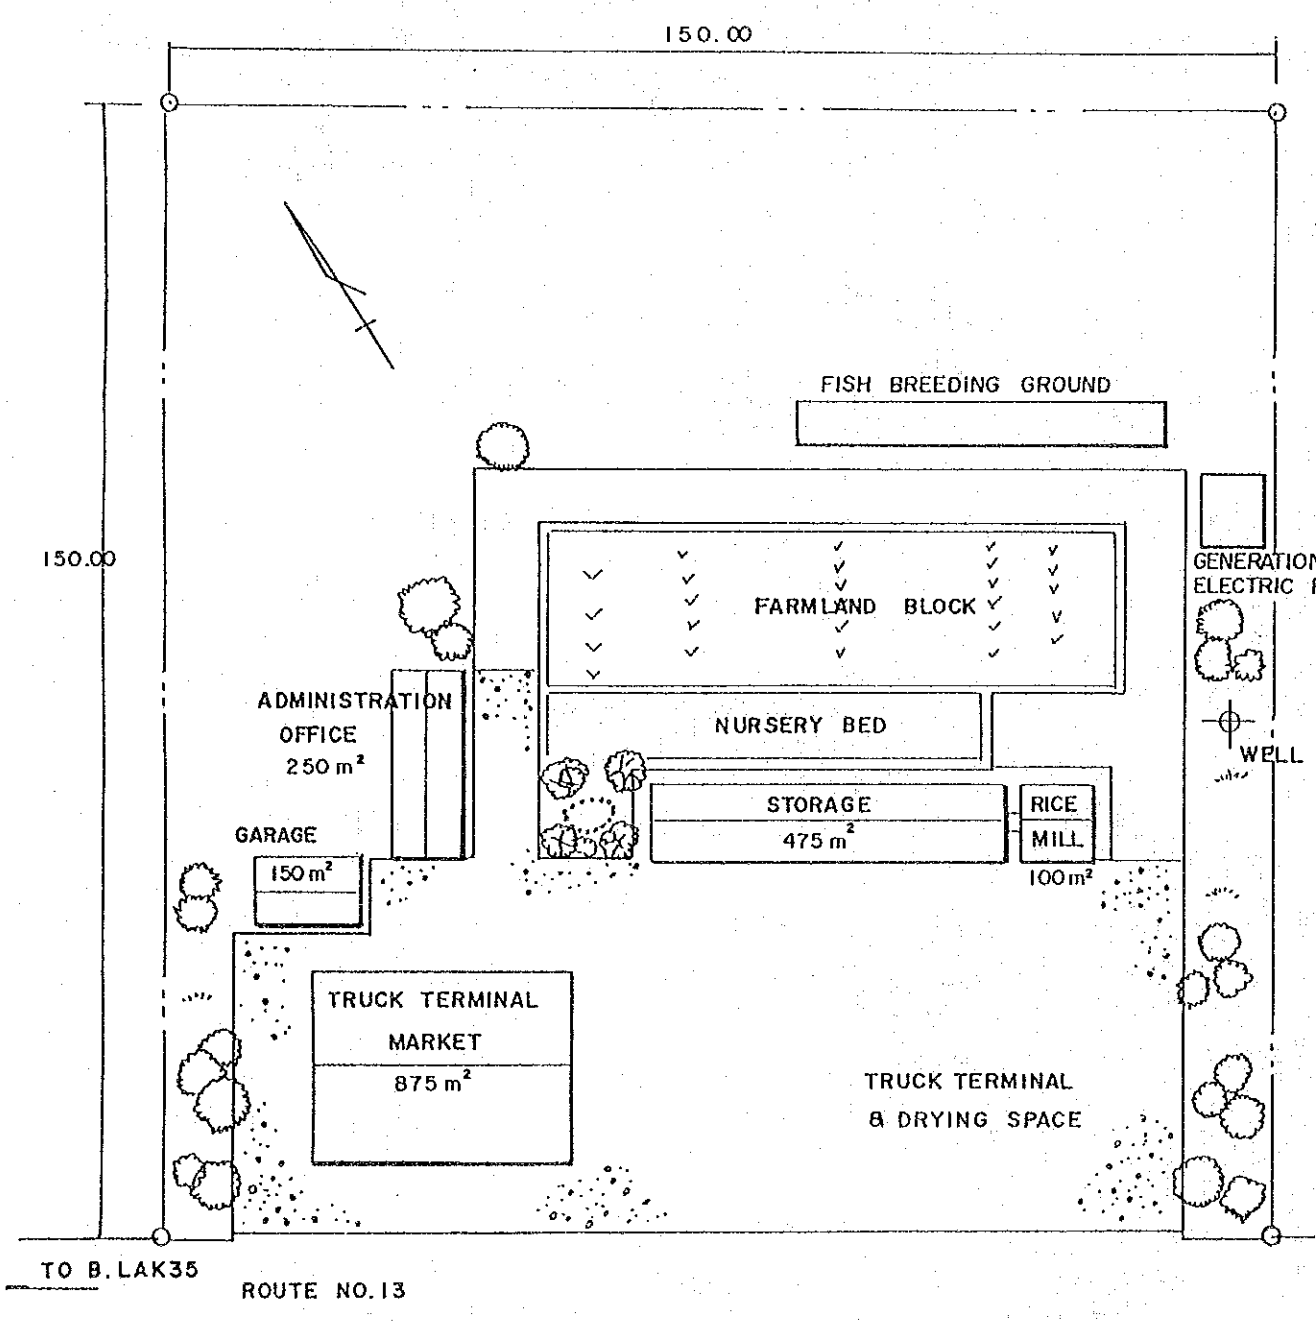 150.00
FISH BREEDING GROUND
150.00
GENERATION
ELECTRIC
FARMLAND BLOCK
ADMINISTRATION
OFFICE
250 m²
NURSERY BED
WELL
STORAGE
475 m²
RICE
MILL
100 m²
GARAGE
150 m²
TRUCK TERMINAL
MARKET
875 m²
TRUCK TERMINAL
& DRYING SPACE
TO B. LAK35
ROUTE NO. 13